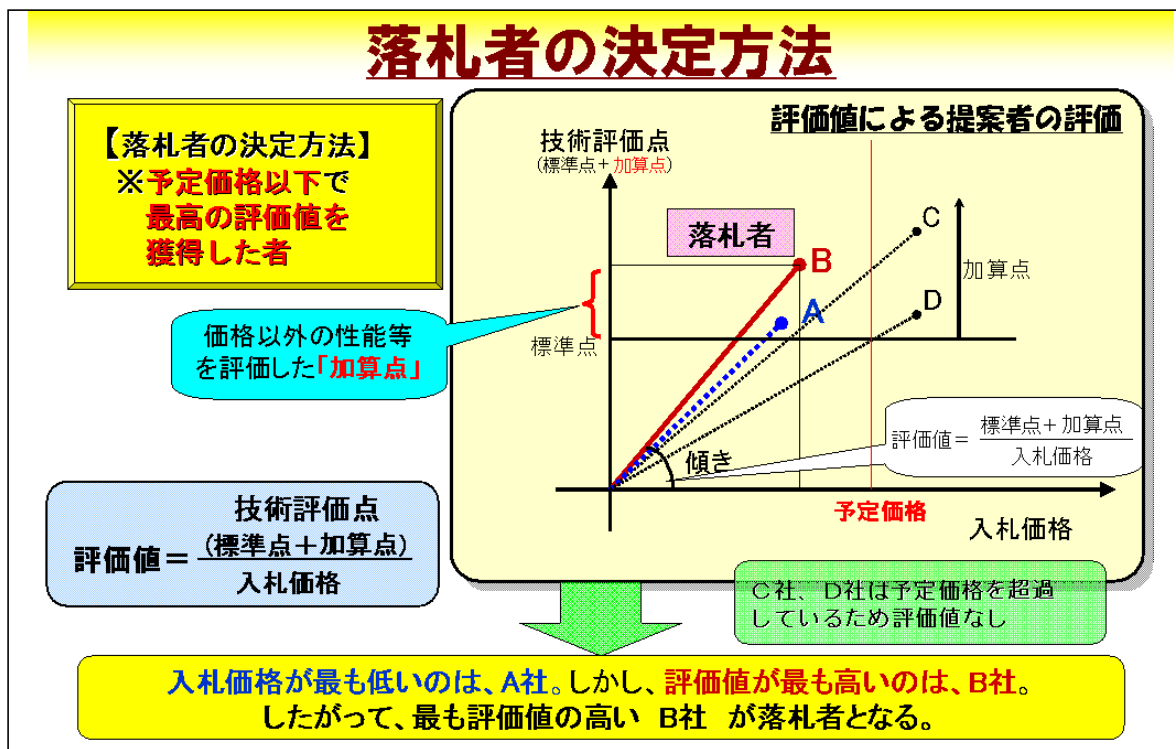 落札者の決定方法
【落札者の決定方法】
※予定価格以下で
最高の評価値を
獲得した者
評価値による提案者の評価
技術評価点
(標準点+加算点)
落札者
B
A
C
D
加算点
標準点
価格以外の性能等
を評価した「加算点」
傾き
評価値=標準点+加算点
入札価格
予定価格
入札価格
技術評価点
評価値=(標準点+加算点)
入札価格
C社、D社は予定価格を超過
しているため評価値なし
入札価格が最も低いのは、A社。しかし、評価値が最も高いのは、B社。
したがって、最も評価値の高い B社 が落札者となる。